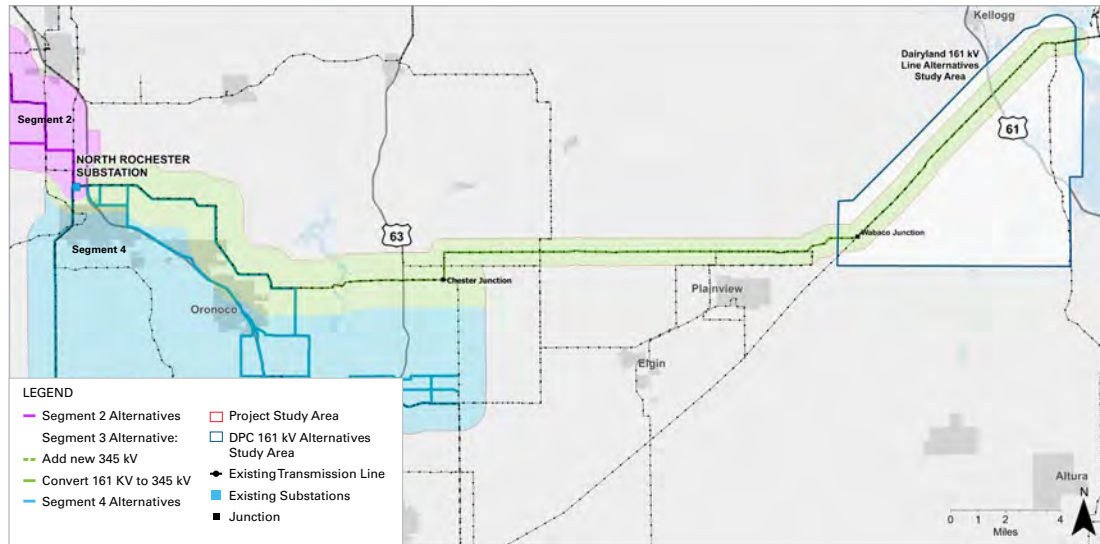 Kellogg
Dairyland 161 kV
Line Alternatives
Study Area
61
Segment 2
NORTH ROCHESTER
SUBSTATION
Segment 4
63
Wabaco Junction
Chester Junction
Plainview
Oronoco
Elgin
Altura
LEGEND
Segment 2 Alternatives
Segment 3 Alternative:
Add new 345 kV
Convert 161 KV to 345 kV
Segment 4 Alternatives
Project Study Area
DPC 161 kV Alternatives
Study Area
Existing Transmission Line
Existing Substations
Junction
N
0 1 2 4
Miles